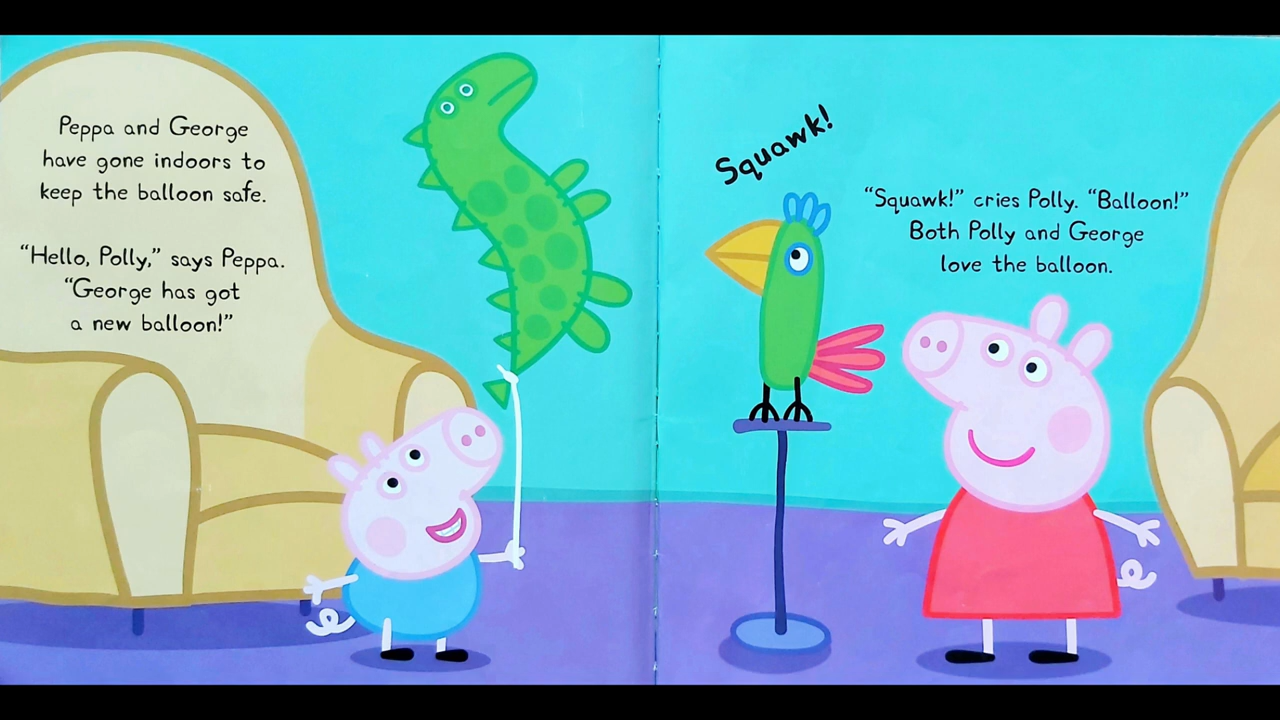 Peppa and George
have gone indoors to
keep the balloon safe.
“Hello, Polly,” says Peppa.
“George has got
a new balloon!”
Squawk!
“Squawk!” cries Polly. “Balloon!”
Both Polly and George
love the balloon.